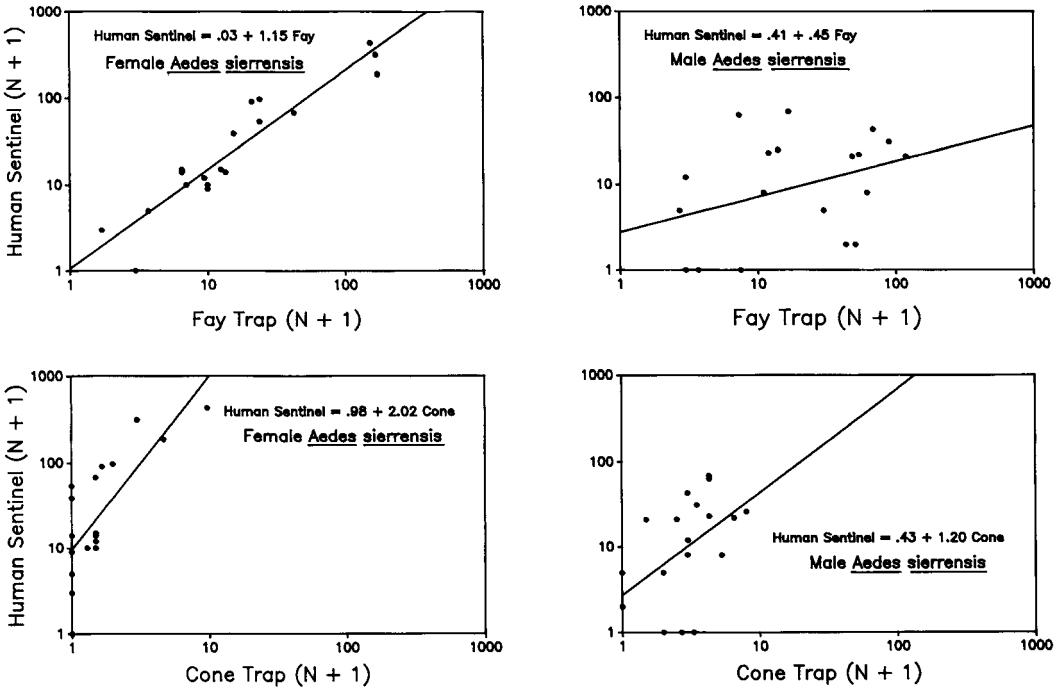 1000
100
10
1
Human Sentinel (N + 1)
Human Sentinel = .03 + 1.15 Fay
Female Aedes sierrensis
1 10 100 1000
Fay Trap (N + 1)
1000
100
10
1
Human Sentinel = .41 + .45 Fay
Male Aedes sierrensis
1 10 100 1000
Fay Trap (N + 1)
1000
100
10
1
Human Sentinel (N + 1)
Human Sentinel = .98 + 2.02 Cone
Female Aedes sierrensis
1 10 100 1000
Cone Trap (N + 1)
1000
100
10
1
Human Sentinel = .43 + 1.20 Cone
Male Aedes sierrensis
1 10 100 1000
Cone Trap (N + 1)